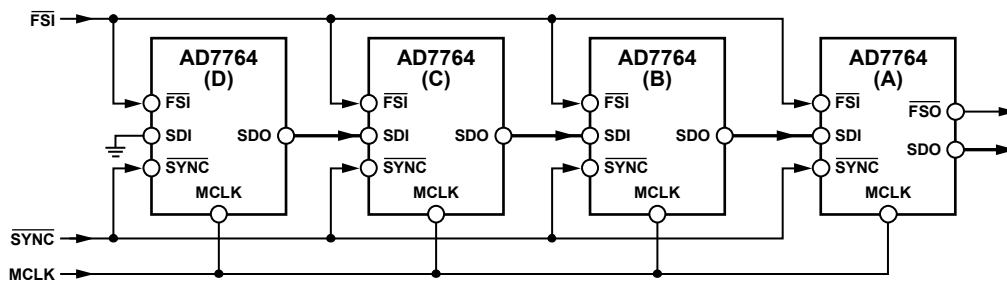 FSI
AD7764
(D)
FSI
SDI
SDO
SYNC
MCLK
AD7764
(C)
FSI
SDI
SDO
SYNC
MCLK
AD7764
(B)
FSI
SDI
SDO
SYNC
MCLK
AD7764
(A)
FSI
FSO
SDI
SDO
SYNC
MCLK
SYNC
MCLK